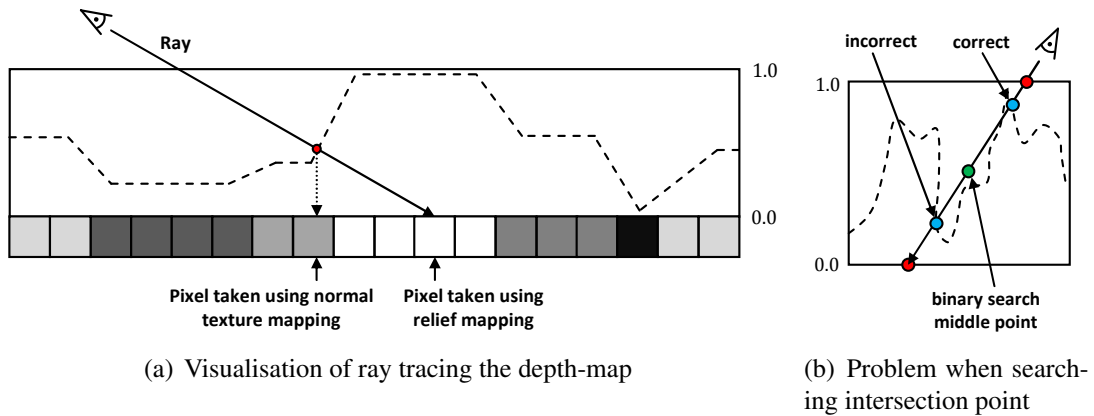 Ray
1.0
0.0
Pixel taken using normal
texture mapping
Pixel taken using
relief mapping
(a) Visualisation of ray tracing the depth-map
incorrect
correct
1.0
0.0
binary search
middle point
(b) Problem when search-
ing intersection point